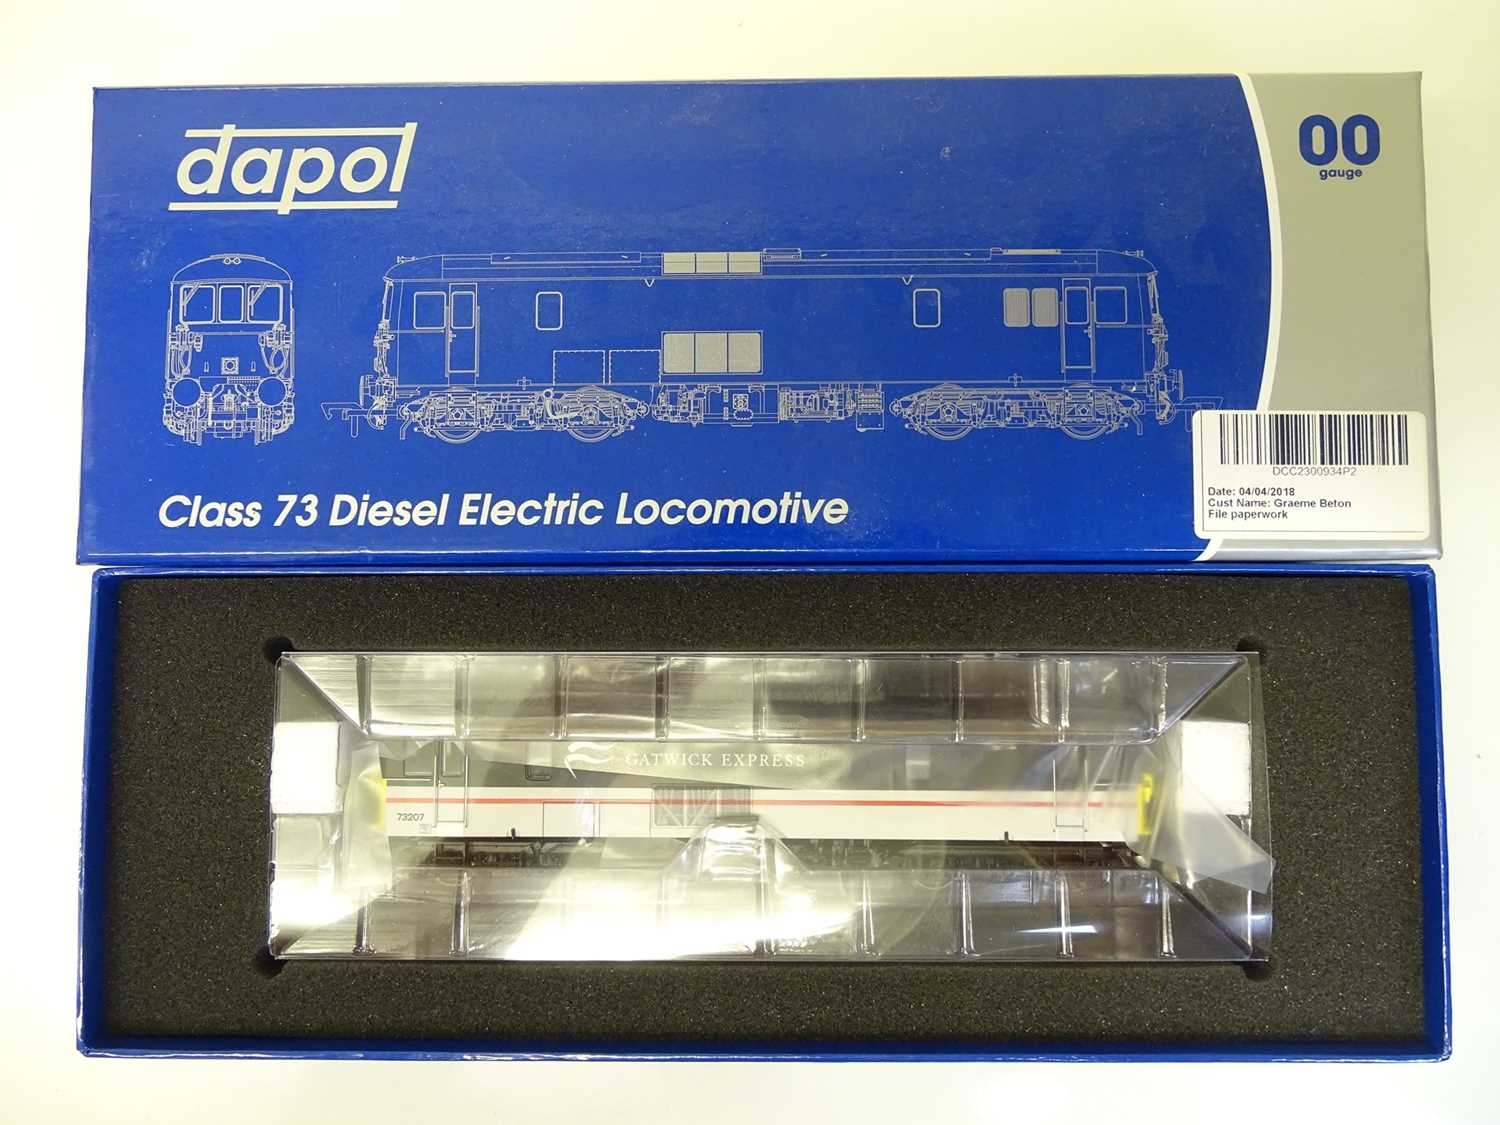 dapol
00
gauge
Class 73 Diesel Electric Locomotive
DCC2300934P2
Date: 04/04/2018
Cust Name: Graeme Beton
File paperwork
GATWICK EXPRESS
73207